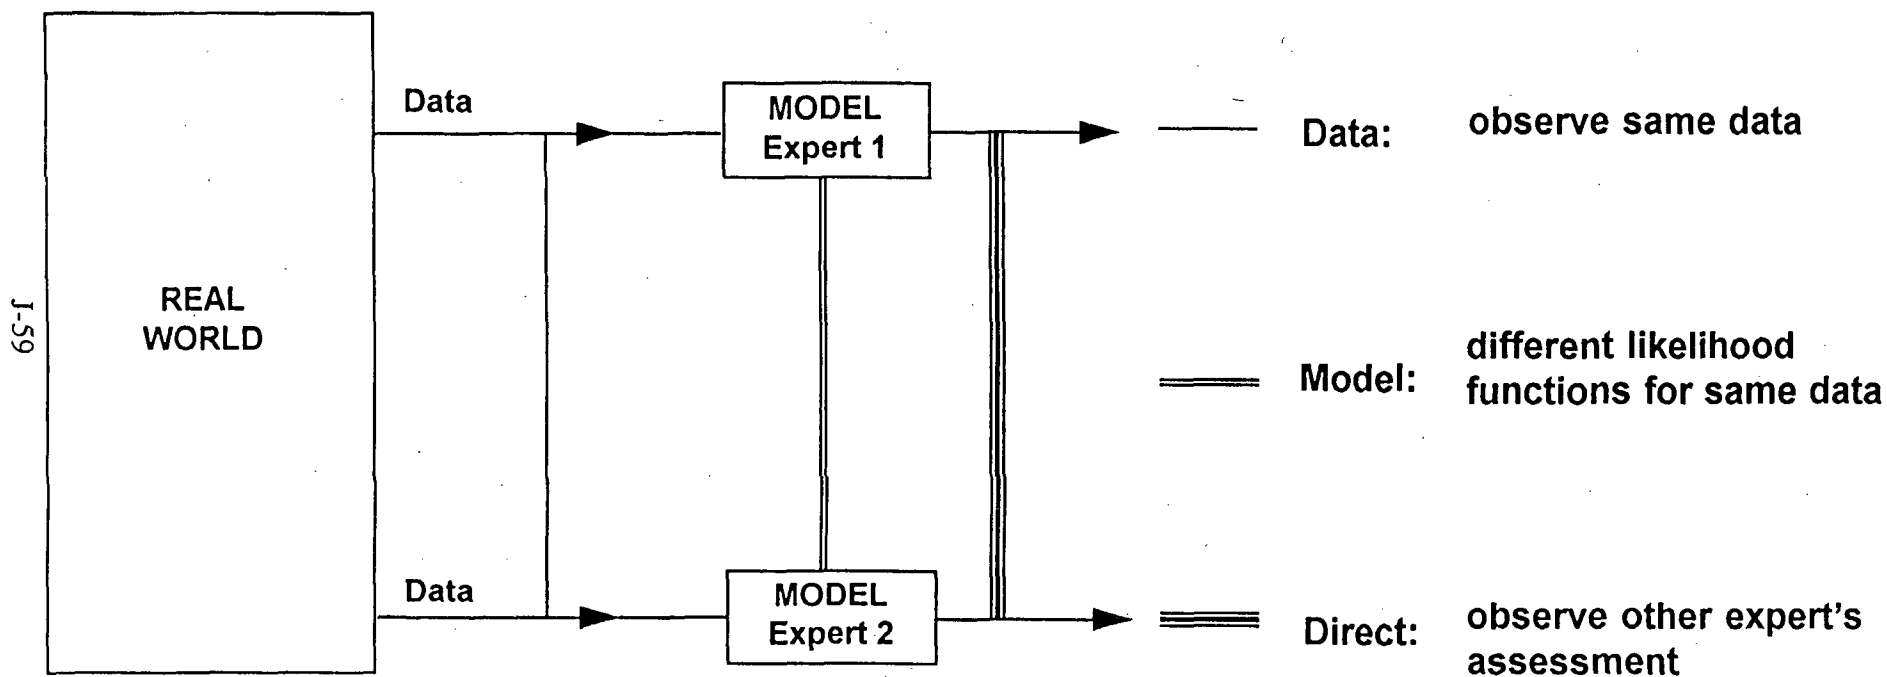 J-59
REAL
WORLD
Data
MODEL
Expert 1
Data
MODEL
Expert 2
Data:
observe same data
Model:
different likelihood
functions for same data
Direct:
observe other expert's
assessment